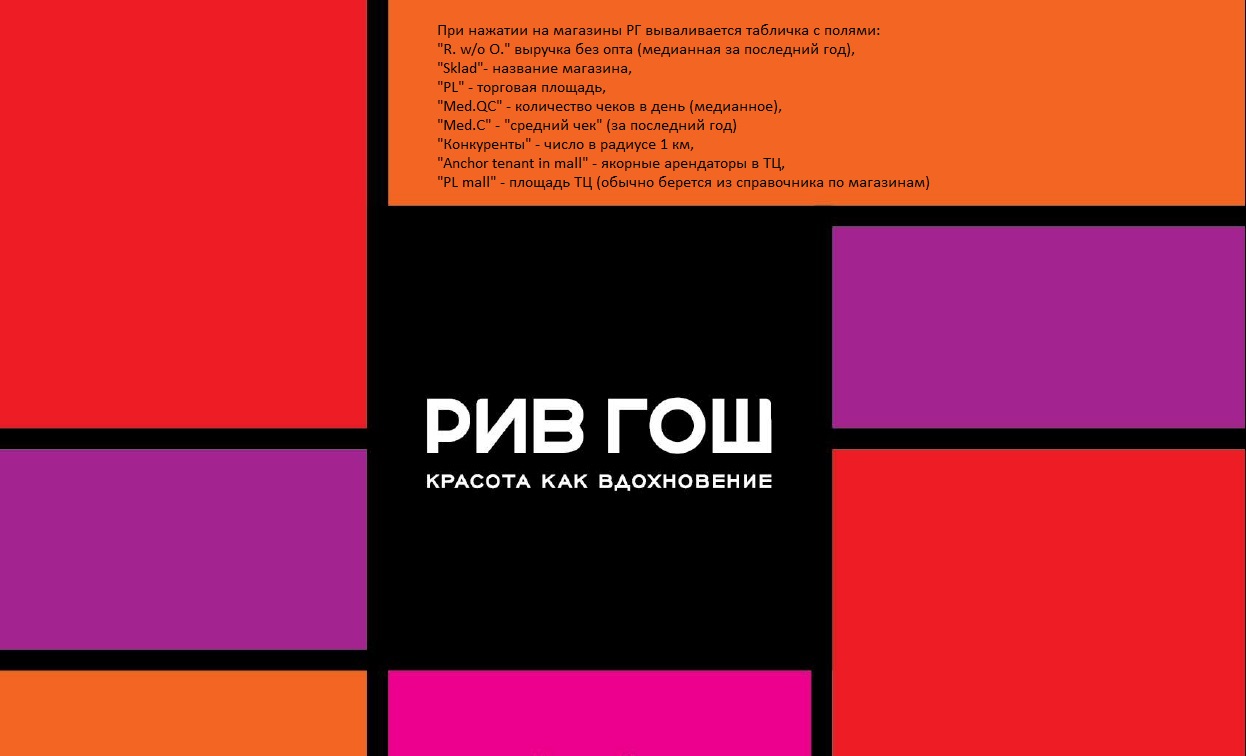 При нажатии на магазины РГ вываливается табличка с полями:
"R. w/o O." выручка без опта (медианная за последний год),
"Sklad"- название магазина,
"PL" - торговая площадь,
"Med.QC" - количество чеков в день (медианное),
"Med.C" - "средний чек" (за последний год)
"Конкуренты" - число в радиусе 1 км,
"Anchor tenant in mall" - якорные арендаторы в ТЦ,
"PL mall" - площадь ТЦ (обычно берется из справочника по магазинам)
РИВ ГОШ
КРАСОТА КАК ВДОХНОВЕНИЕ